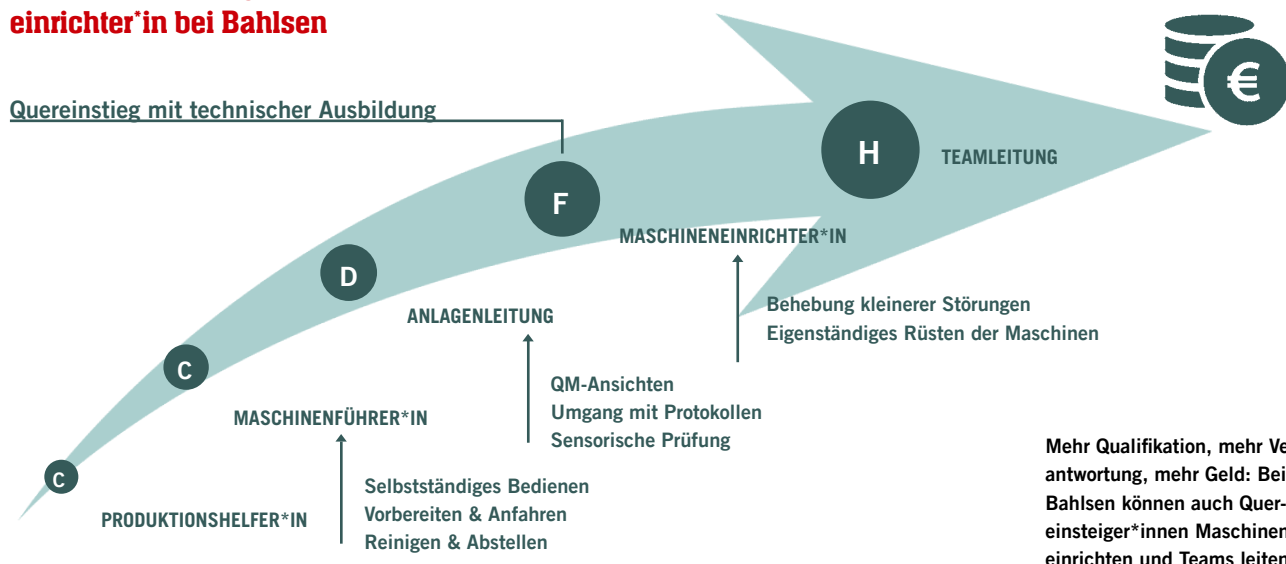 einrichter*in bei Bahlsen
Quereinstieg mit technischer Ausbildung
€
H
TEAMLEITUNG
F
MASCHINENEINRICHTER*IN
D
Behebung kleinerer Störungen
Eigenständiges Rüsten der Maschinen
ANLAGENLEITUNG
C
QM-Ansichten
Umgang mit Protokollen
Sensorische Prüfung
MASCHINENFÜHRER*IN
C
Selbstständiges Bedienen
Vorbereiten & Anfahren
Reinigen & Abstellen
PRODUKTIONSHELFER*IN
Mehr Qualifikation, mehr Ve
antwortung, mehr Geld: Bei
Bahlsen können auch Quer-
einsteiger*innen Maschinen
einrichten und Teams leiten